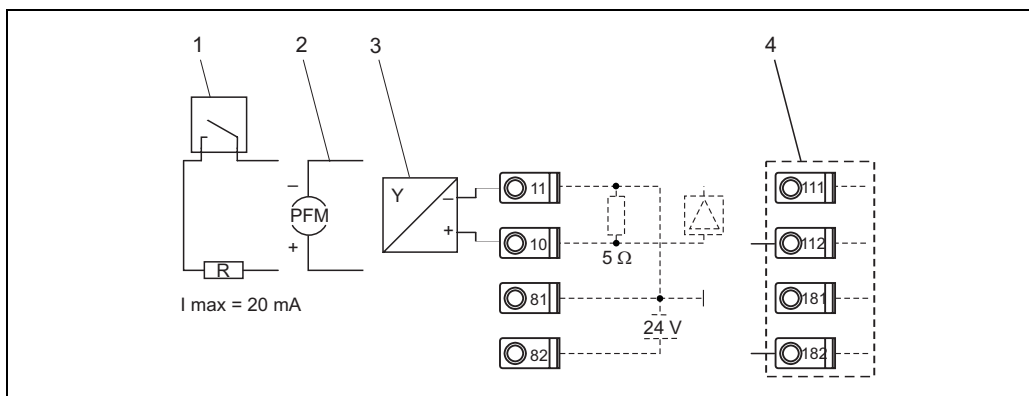 1 2 3 4
Y
–
+
–
PFM
+
R
I max = 20 mA
11
10
5 Ω
81
24 V
82
111
112
181
182